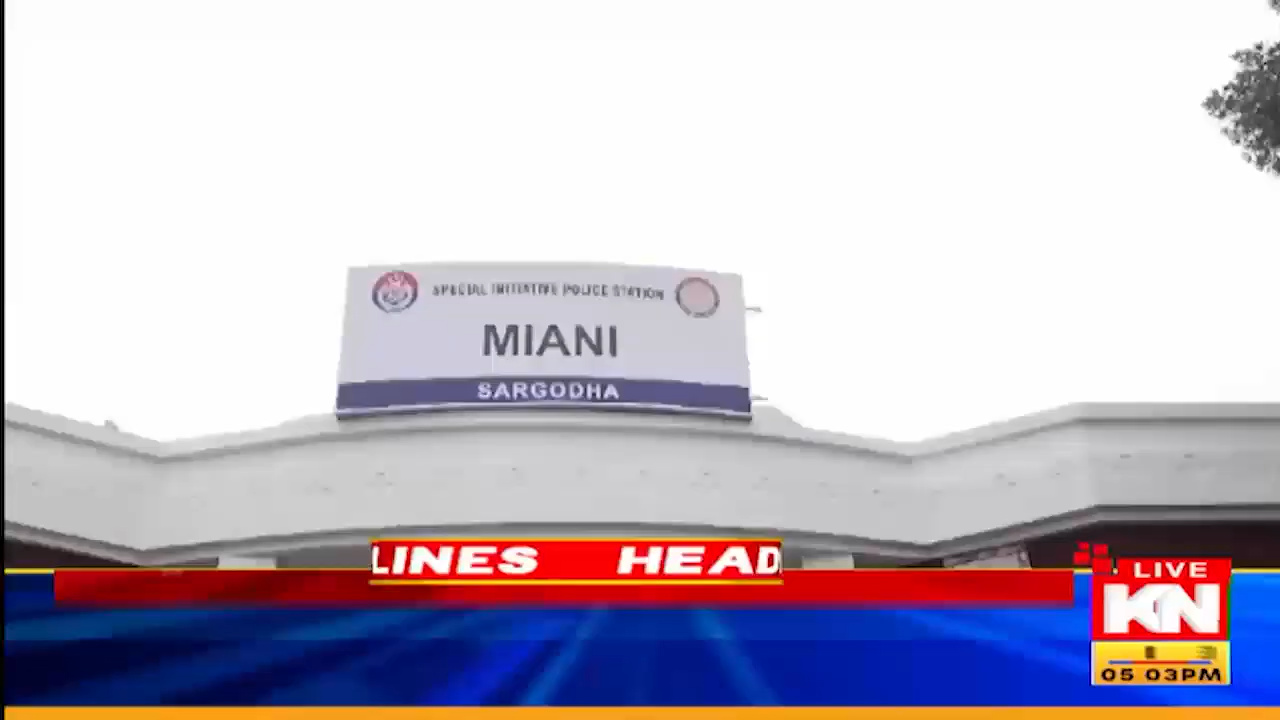 SPECIAL INITIATIVE POLICE STATION
MIANI
SARGODHA
LINES HEAD
LIVE
KN
05 03PM